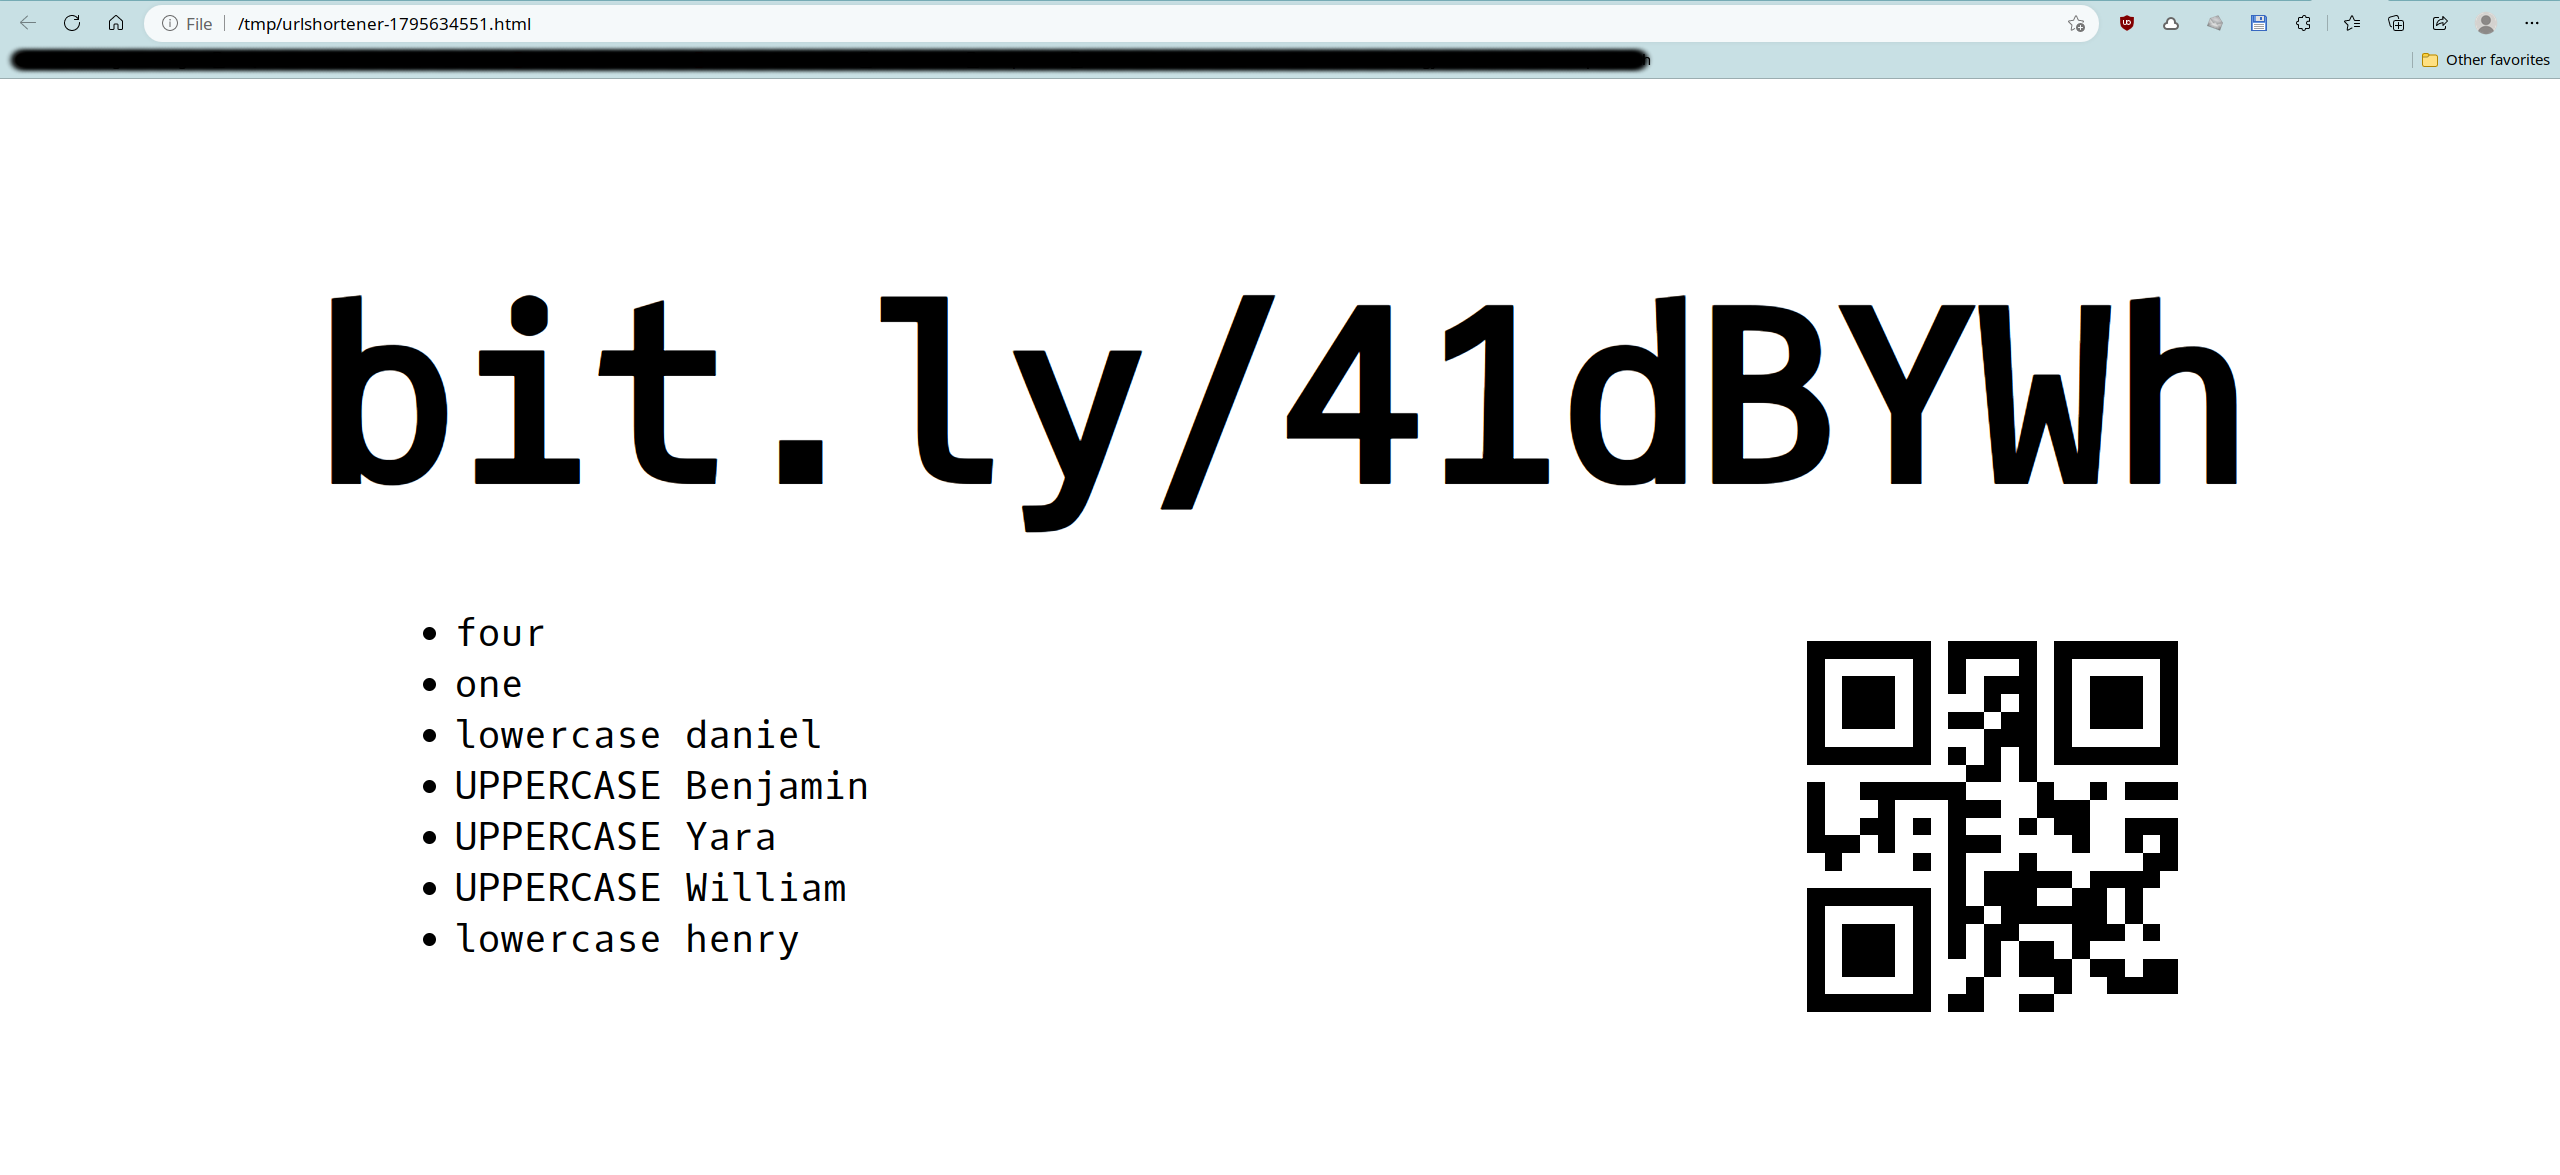 File /tmp/urlshortener-1795634551.html
Other favorites
bit.ly/41dBYWh
four
one
lowercase daniel
UPPERCASE Benjamin
UPPERCASE Yara
UPPERCASE William
lowercase henry